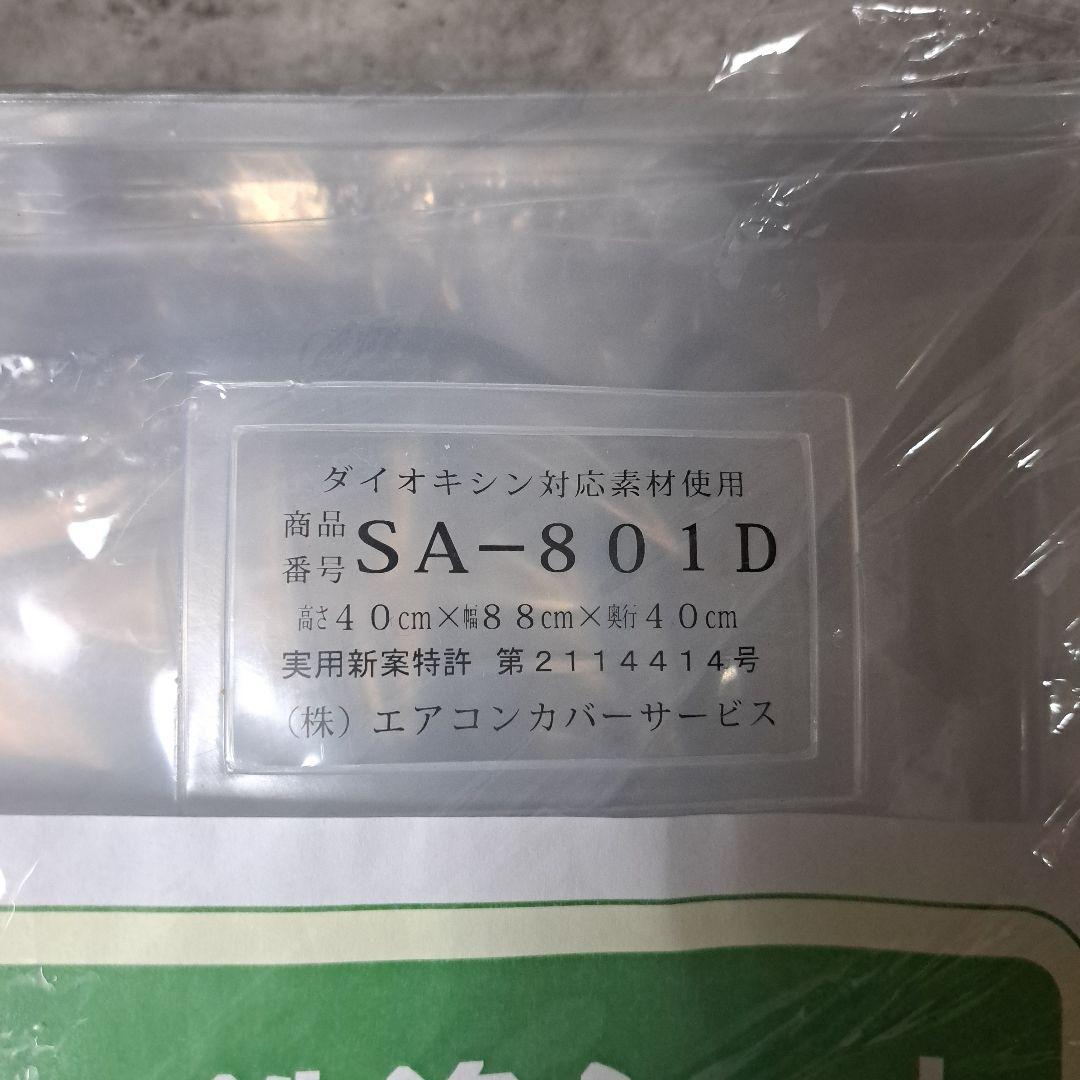 ダイオキシン対応素材使用
商品番号 SA-801D
高さ40cm×幅88cm×奥行40cm
実用新案特許 第2114414号
(株)エアコンカバーサービス